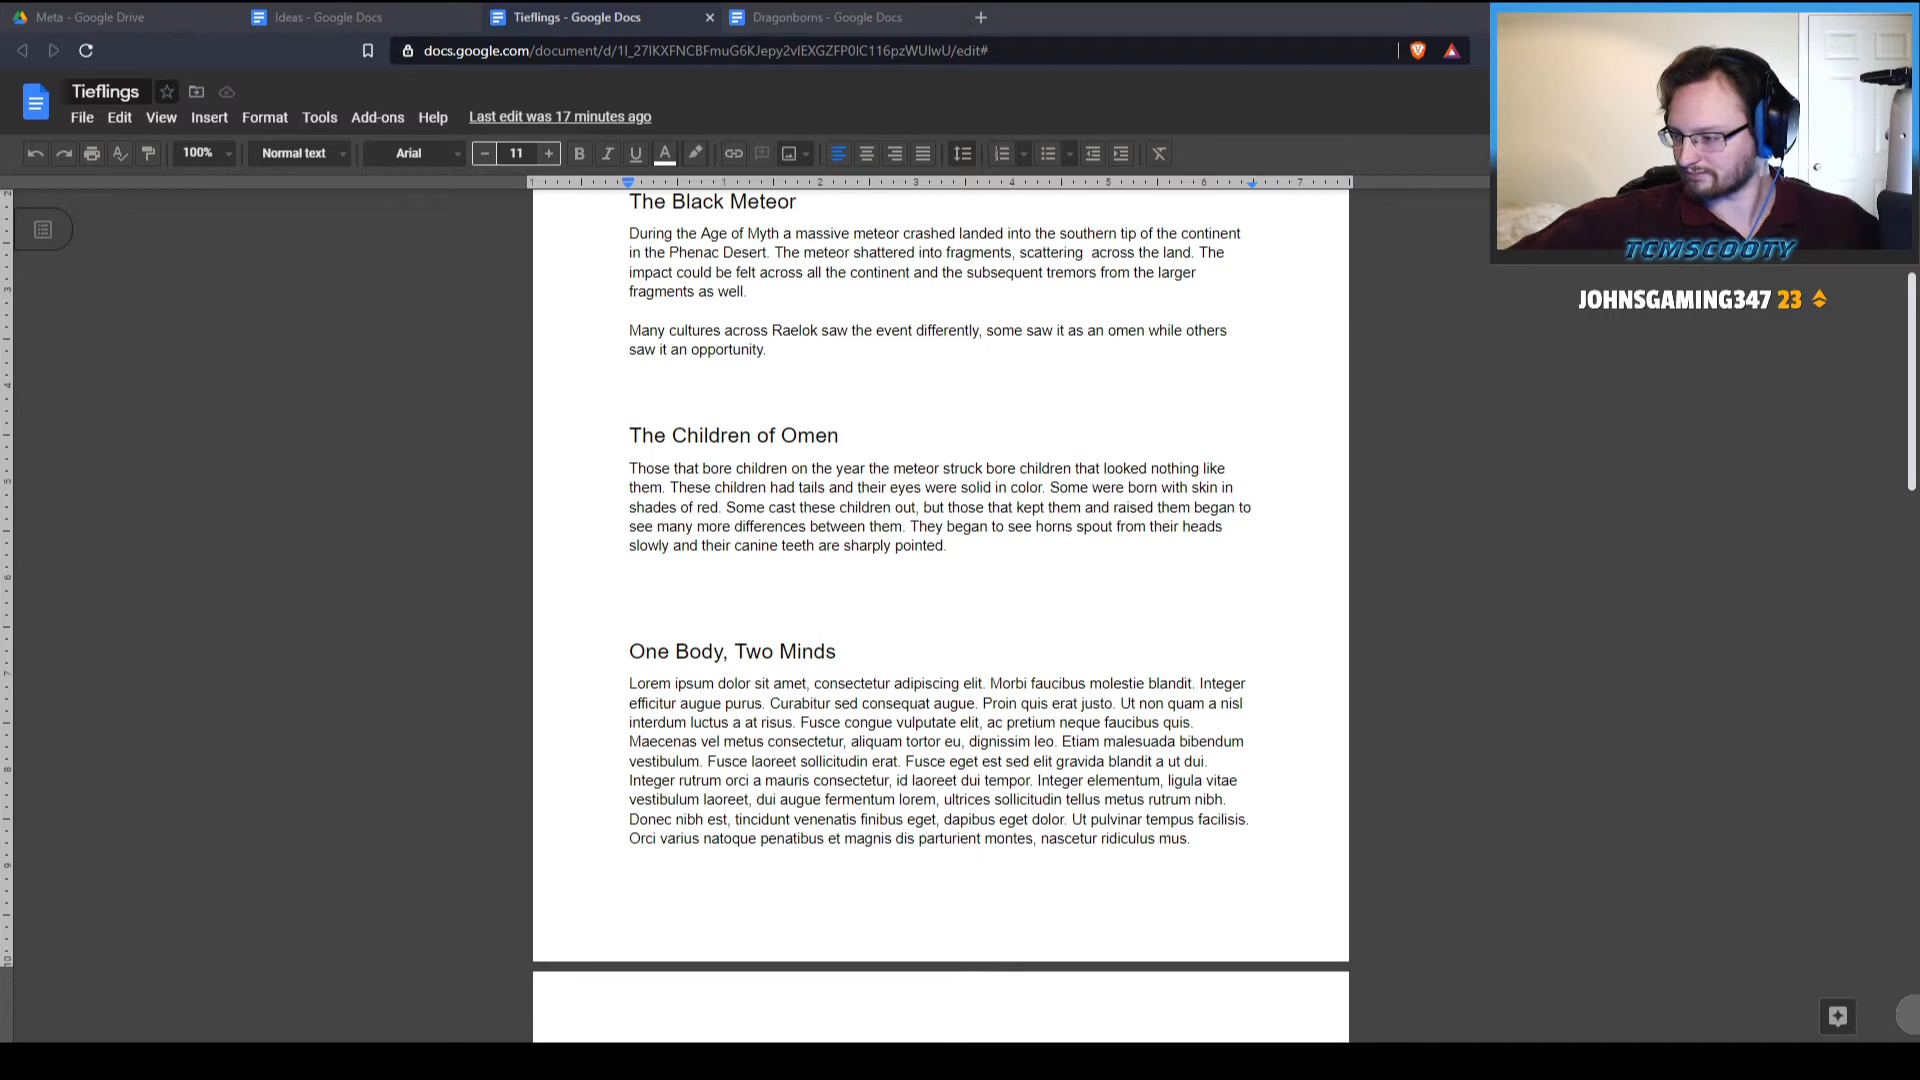 Meta - Google Drive
Ideas - Google Docs
Tieflings - Google Docs
Dragonborns - Google Docs
docs.google.com/document/d/1l_27IKXFNCBFmuG6KJepy2vIEXGZFP0IC116pzWUIwU/edit#
Tieflings
File Edit View Insert Format Tools Add-ons Help Last edit was 17 minutes ago
100% Normal text Arial 11
The Black Meteor
During the Age of Myth a massive meteor crashed landed into the southern tip of the continent
in the Phenac Desert. The meteor shattered into fragments, scattering  across the land. The
impact could be felt across all the continent and the subsequent tremors from the larger
fragments as well.
Many cultures across Raelok saw the event differently, some saw it as an omen while others
saw it an opportunity.
The Children of Omen
Those that bore children on the year the meteor struck bore children that looked nothing like
them. These children had tails and their eyes were solid in color. Some were born with skin in
shades of red. Some cast these children out, but those that kept them and raised them began to
see many more differences between them. They began to see horns spout from their heads
slowly and their canine teeth are sharply pointed.
One Body, Two Minds
Lorem ipsum dolor sit amet, consectetur adipiscing elit. Morbi faucibus molestie blandit. Integer
efficitur augue purus. Curabitur sed consequat augue. Proin quis erat justo. Ut non quam a nisl
interdum luctus a at risus. Fusce congue vulputate elit, ac pretium neque faucibus quis.
Maecenas vel metus consectetur, aliquam tortor eu, dignissim leo. Etiam malesuada bibendum
vestibulum. Fusce laoreet sollicitudin erat. Fusce eget est sed elit gravida blandit a ut dui.
Integer rutrum orci a mauris consectetur, id laoreet dui tempor. Integer elementum, ligula vitae
vestibulum laoreet, dui augue fermentum lorem, ultrices sollicitudin tellus metus rutrum nibh.
Donec nibh est, tincidunt venenatis finibus eget, dapibus eget dolor. Ut pulvinar tempus facilisis.
Orci varius natoque penatibus et magnis dis parturient montes, nascetur ridiculus mus.
TCMSCOOTY
JOHNSGAMING347 23